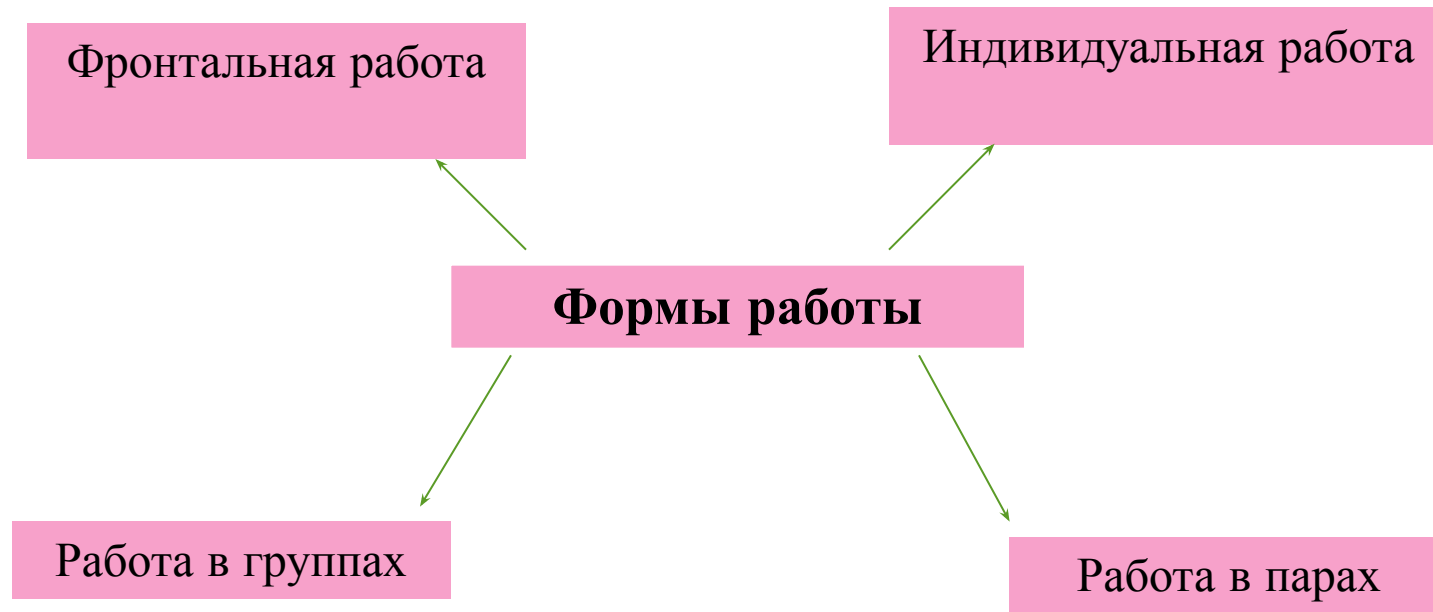 Фронтальная работа
Индивидуальная работа
Формы работы
Работа в группах
Работа в парах